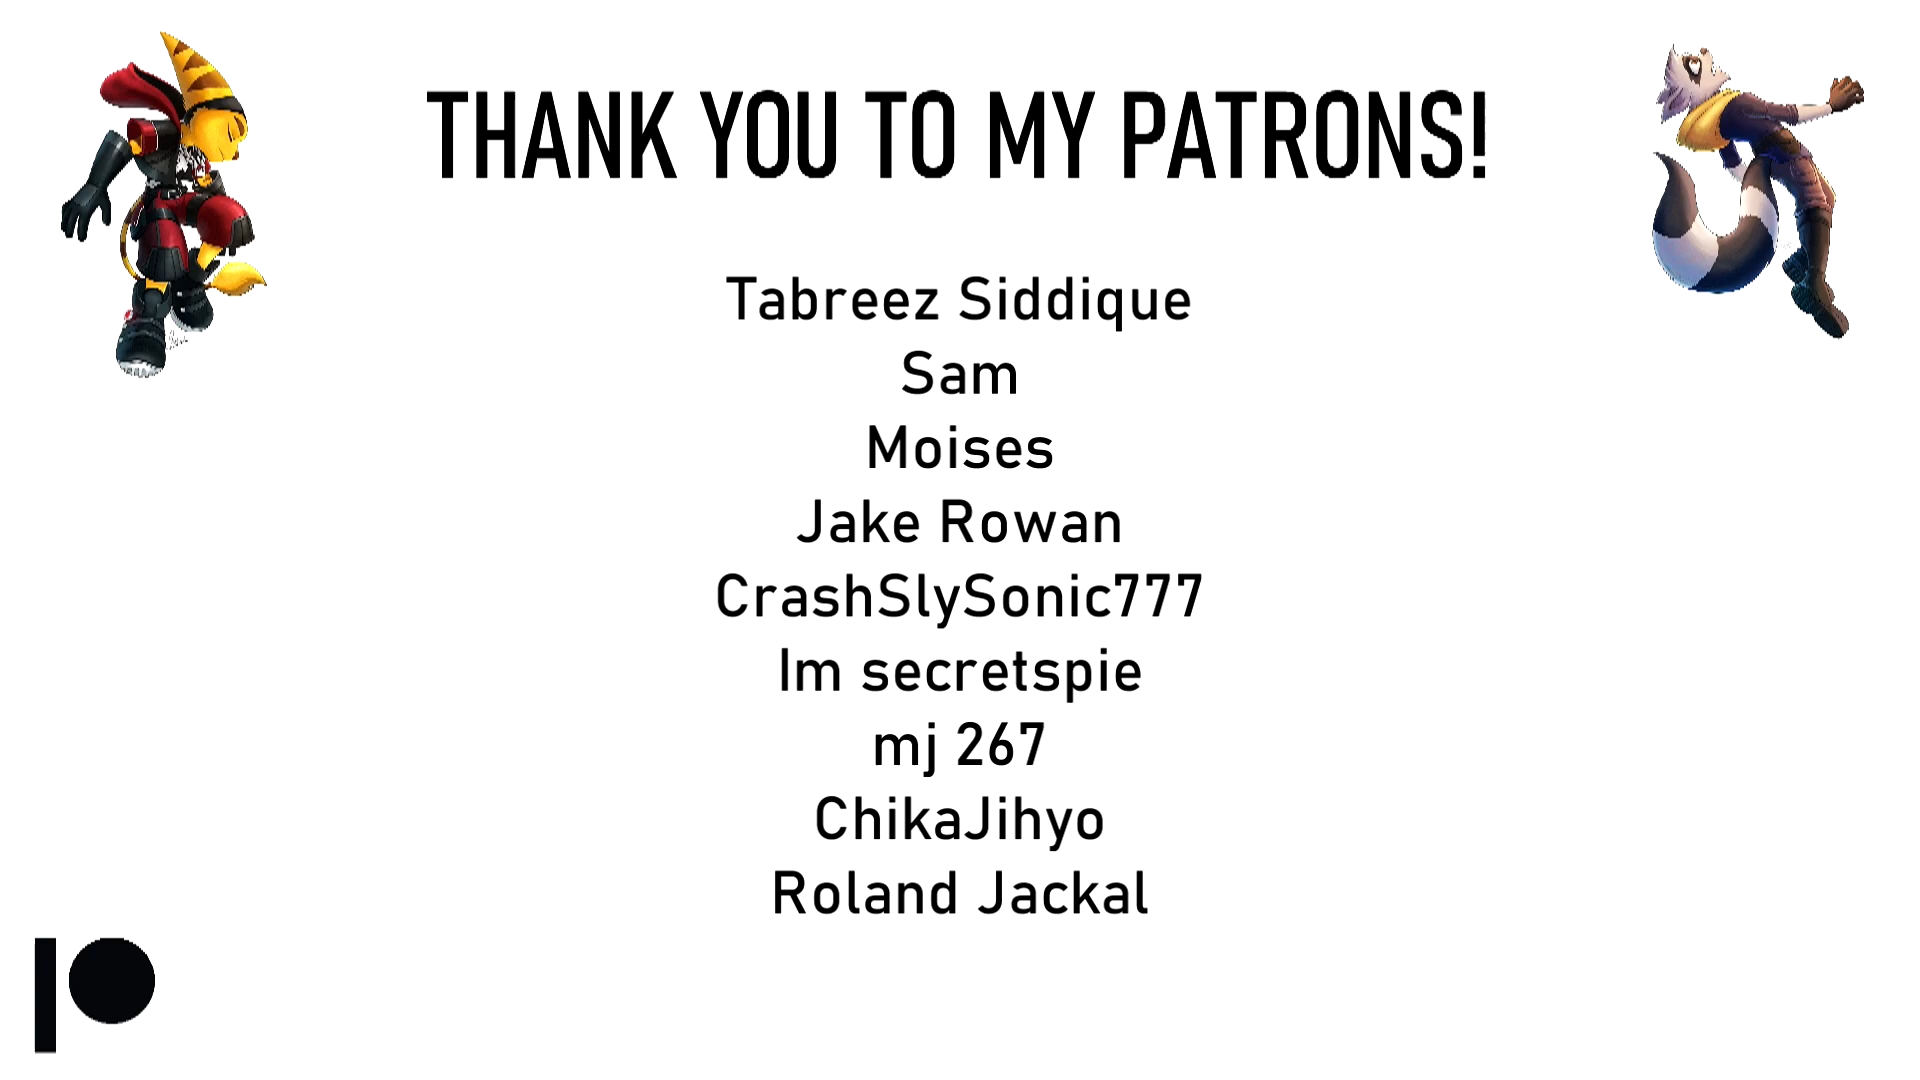 THANK YOU TO MY PATRONS!
Tabreez Siddique
Sam
Moises
Jake Rowan
CrashSlySonic777
Im secretspie
mj 267
ChikaJihyo
Roland Jackal